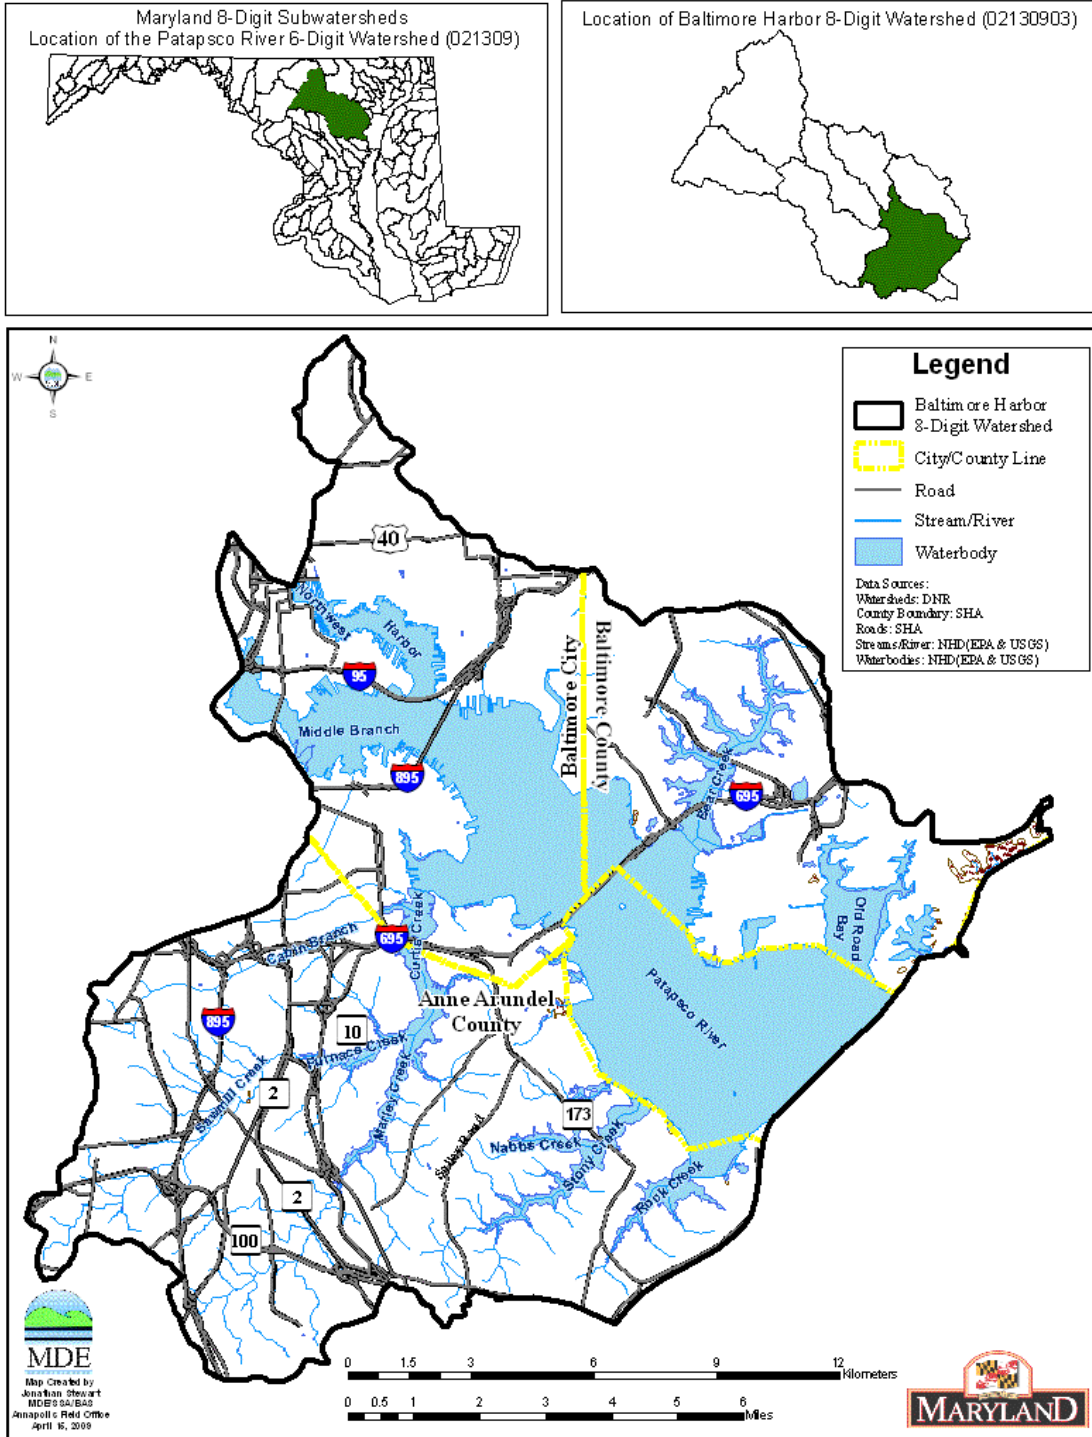 Maryland 8-Digit Subwatersheds
Location of the Patapsco River 6-Digit Watershed (021309)
Location of Baltimore Harbor 8-Digit Watershed (02130903)
N
W
E
S
Legend
Baltimore Harbor
8-Digit Watershed
City/County Line
Road
Stream/River
Waterbody
Data Sources:
Watersheds: DNR
County Boundary: SHA
Roads: SHA
Streams/River: NHD(EPA & USGS)
Waterbodies: NHD(EPA & USGS)
40
Northwest
Harbor
95
Middle Branch
895
Baltimore City
Baltimore County
Bear Creek
695
Old Road
Bay
Curtis Creek
Cabin Branch
695
Patapsco River
Anne Arundel
County
895
10
Furnace Creek
Sawmill Creek
2
Marley Creek
Solley Road
173
Nabbs Creek
Stony Creek
Rock Creek
2
100
MDE
Map Created by
Jonathan Stewart
MDE/SSA/BAS
Annapolis Field Office
April 16, 2009
0 1.5 3 6 9 12
Kilometers
0 0.5 1 2 3 4 5 6
Miles
MARYLAND